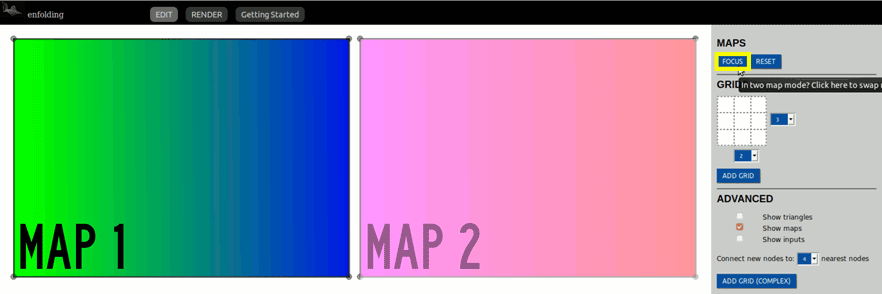 enfolding
EDIT
RENDER
Getting Started
MAP 1
MAP 2
MAPS
FOCUS
RESET
In two map mode? Click here to swap
GRID
3
2
ADD GRID
ADVANCED
Show triangles
Show maps
Show inputs
Connect new nodes to: 4 nearest nodes
ADD GRID (COMPLEX)